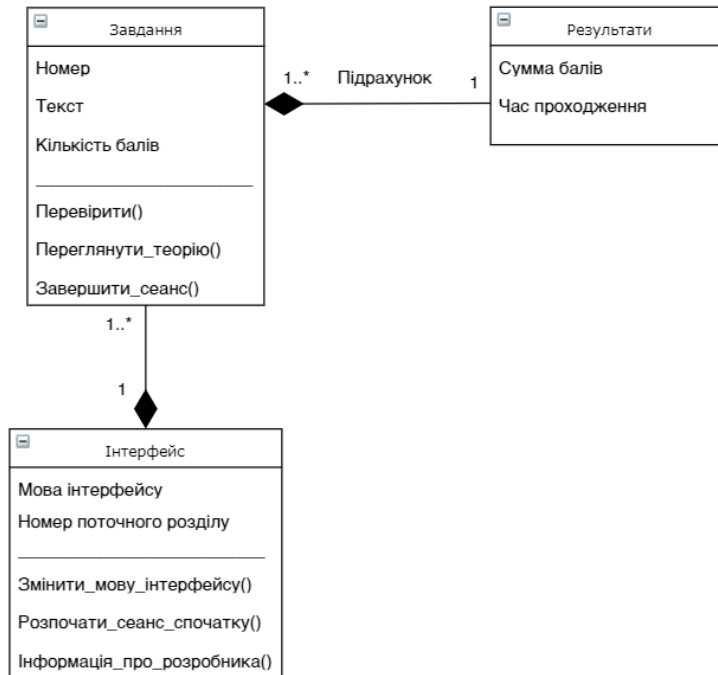 Завдання
Номер
Текст
Кількість балів
Перевірити()
Переглянути_теорію()
Завершити_сеанс()
1..*
Підрахунок
1
Результати
Сумма балів
Час проходження
1..*
1
Інтерфейс
Мова інтерфейсу
Номер поточного розділу
Змінити_мову_інтерфейсу()
Розпочати_сеанс_спочатку()
Інформація_про_розробника()